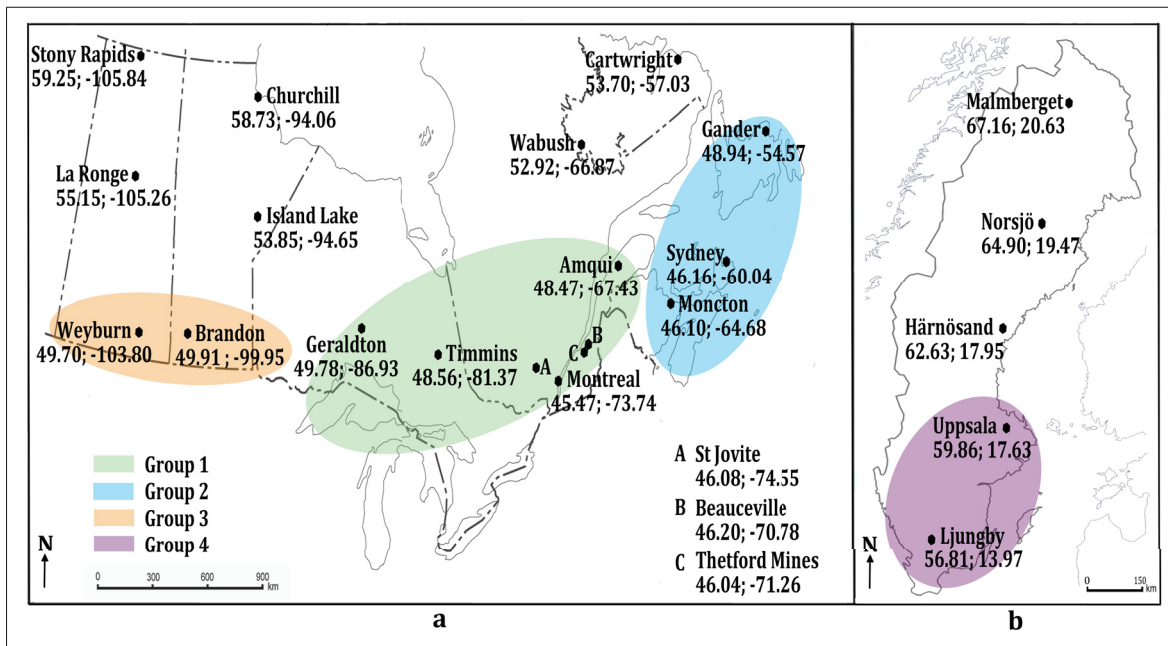 Stony Rapids
59.25; -105.84
Churchill
58.73; -94.06
La Ronge
55.15; -105.26
Island Lake
53.85; -94.65
Cartwright
53.70; -57.03
Wabush
52.92; -66.87
Gander
48.94; -54.57
Sydney
46.16; -60.04
Moncton
46.10; -64.68
Amqui
48.47; -67.43
Weyburn
49.70; -103.80
Brandon
49.91; -99.95
Geraldton
49.78; -86.93
Timmins
48.56; -81.37
A
B
C
Montreal
45.47; -73.74
Group 1
Group 2
Group 3
Group 4
A St Jovite
46.08; -74.55
B Beauceville
46.20; -70.78
C Thetford Mines
46.04; -71.26
N
0 300 600 900
km
a
Malmberget
67.16; 20.63
Norsjö
64.90; 19.47
Härnösand
62.63; 17.95
Uppsala
59.86; 17.63
Ljungby
56.81; 13.97
N
0 150
km
b